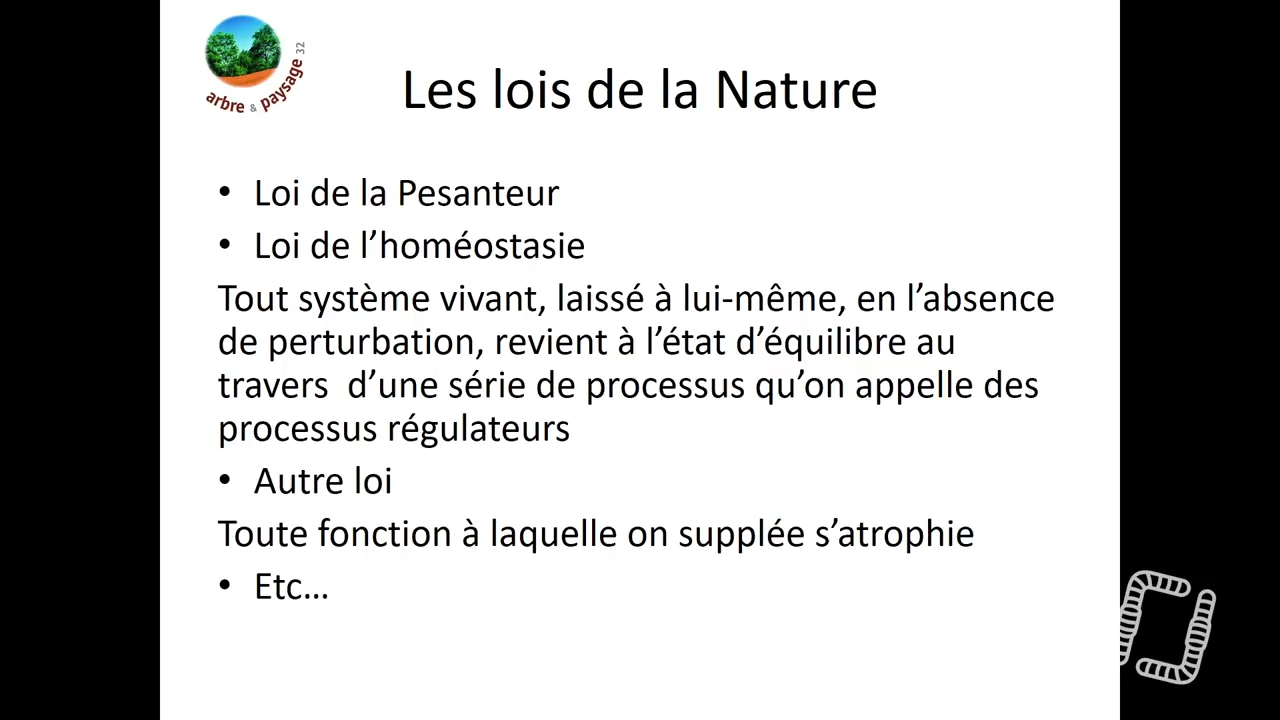 arbre & paysage 32
Les lois de la Nature
• Loi de la Pesanteur
• Loi de l’homéostasie
Tout système vivant, laissé à lui-même, en l’absence
de perturbation, revient à l’état d’équilibre au
travers  d’une série de processus qu’on appelle des
processus régulateurs
• Autre loi
Toute fonction à laquelle on supplée s’atrophie
• Etc…